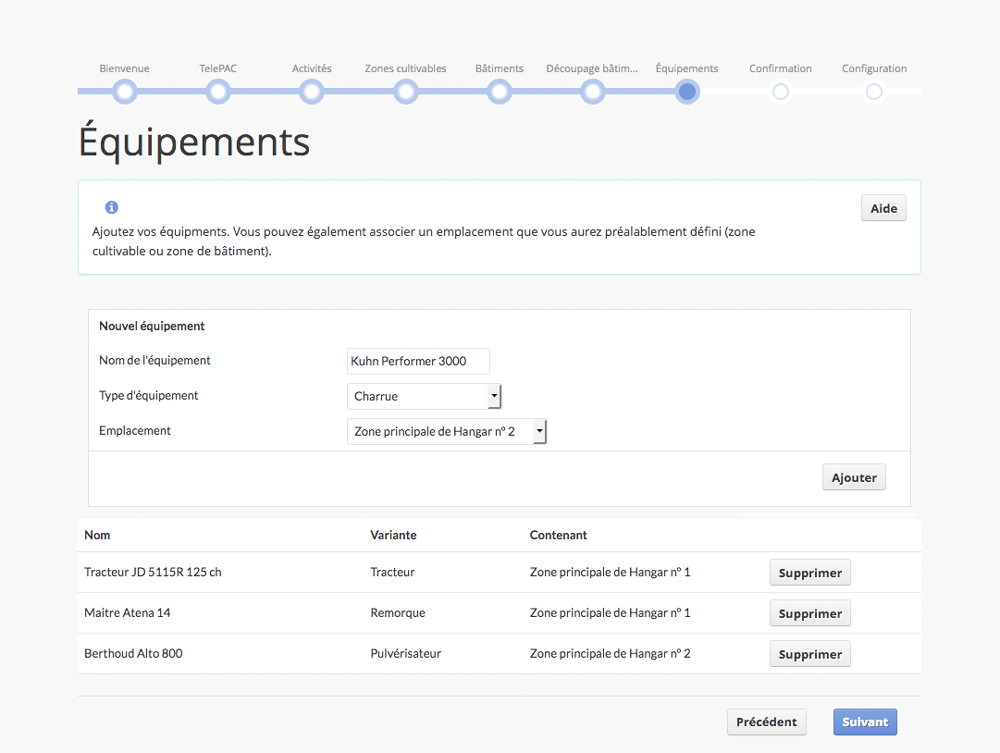 Bienvenue TelePAC Activités Zones cultivables Bâtiments Découpage bâtim... Équipements Confirmation Configuration
Équipements
Aide
Ajoutez vos équipments. Vous pouvez également associer un emplacement que vous aurez préalablement défini (zone
cultivable ou zone de bâtiment).
Nouvel équipement
Nom de l'équipement Kuhn Performer 3000
Type d'équipement Charrue
Emplacement Zone principale de Hangar nº 2
Ajouter
Nom Variante Contenant
Tracteur JD 5115R 125 ch Tracteur Zone principale de Hangar nº 1 Supprimer
Maitre Atena 14 Remorque Zone principale de Hangar nº 1 Supprimer
Berthoud Alto 800 Pulvérisateur Zone principale de Hangar nº 2 Supprimer
Précédent Suivant